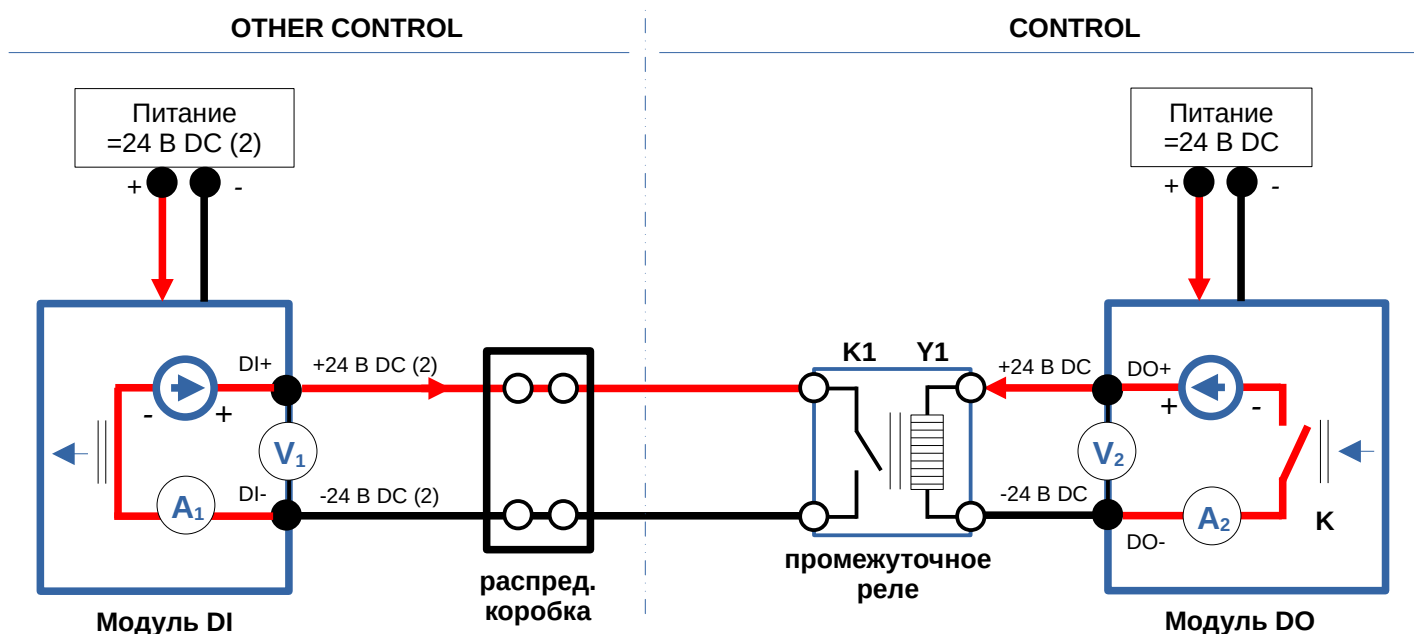 OTHER CONTROL
CONTROL
Питание
=24 В DC (2)
+ -
Питание
=24 В DC
+ -
DI+
+24 В DC (2)
- +
V1
A1
DI-
-24 В DC (2)
K1 Y1
+24 В DC
DO+
+ -
V2
A2
-24 В DC
DO-
K
промежуточное
реле
распред.
коробка
Модуль DI
Модуль DO